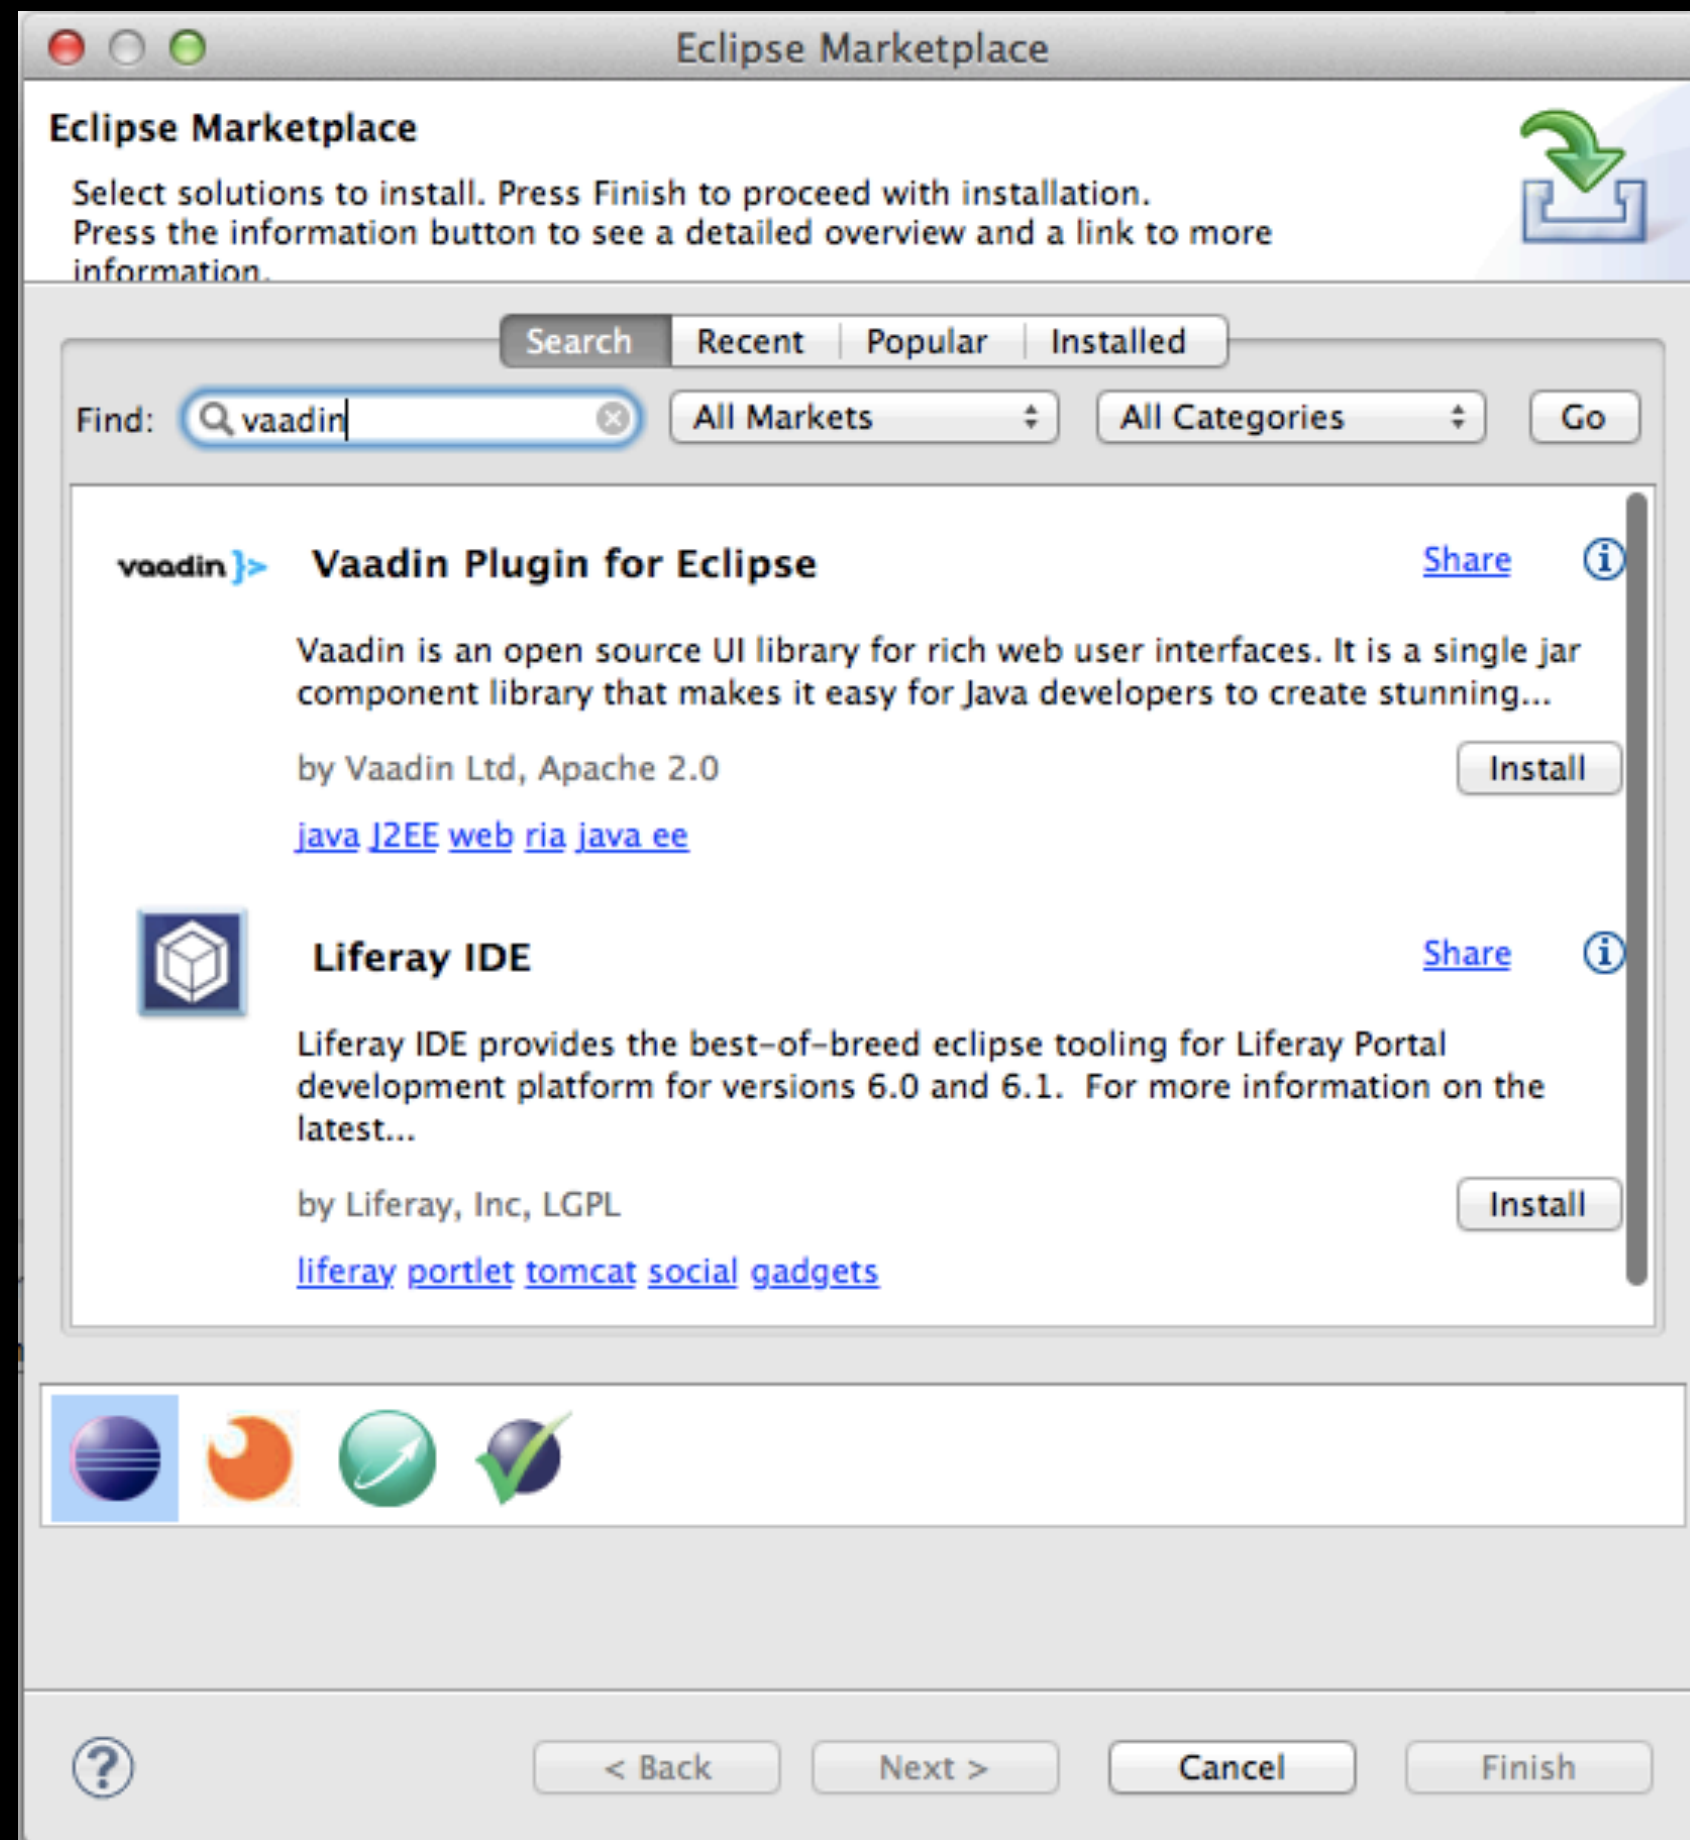 Eclipse Marketplace
Eclipse Marketplace
Select solutions to install. Press Finish to proceed with installation.
Press the information button to see a detailed overview and a link to more
information.
Search Recent Popular Installed
Find: vaadin All Markets All Categories Go
vaadin }> Vaadin Plugin for Eclipse Share
Vaadin is an open source UI library for rich web user interfaces. It is a single jar
component library that makes it easy for Java developers to create stunning...
by Vaadin Ltd, Apache 2.0 Install
java J2EE web ria java ee
Liferay IDE Share
Liferay IDE provides the best-of-breed eclipse tooling for Liferay Portal
development platform for versions 6.0 and 6.1. For more information on the
latest...
by Liferay, Inc, LGPL Install
liferay portlet tomcat social gadgets
? < Back Next > Cancel Finish